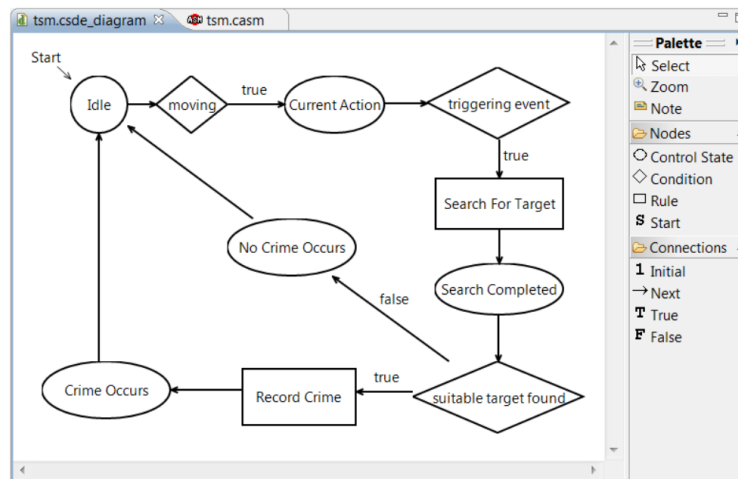 tsm.csde_diagram
tsm.casm
Start
Idle
moving
true
Current Action
triggering event
true
Search For Target
No Crime Occurs
Search Completed
false
Crime Occurs
Record Crime
true
suitable target found
Palette
Select
Zoom
Note
Nodes
Control State
Condition
Rule
S Start
Connections
1 Initial
Next
T True
F False